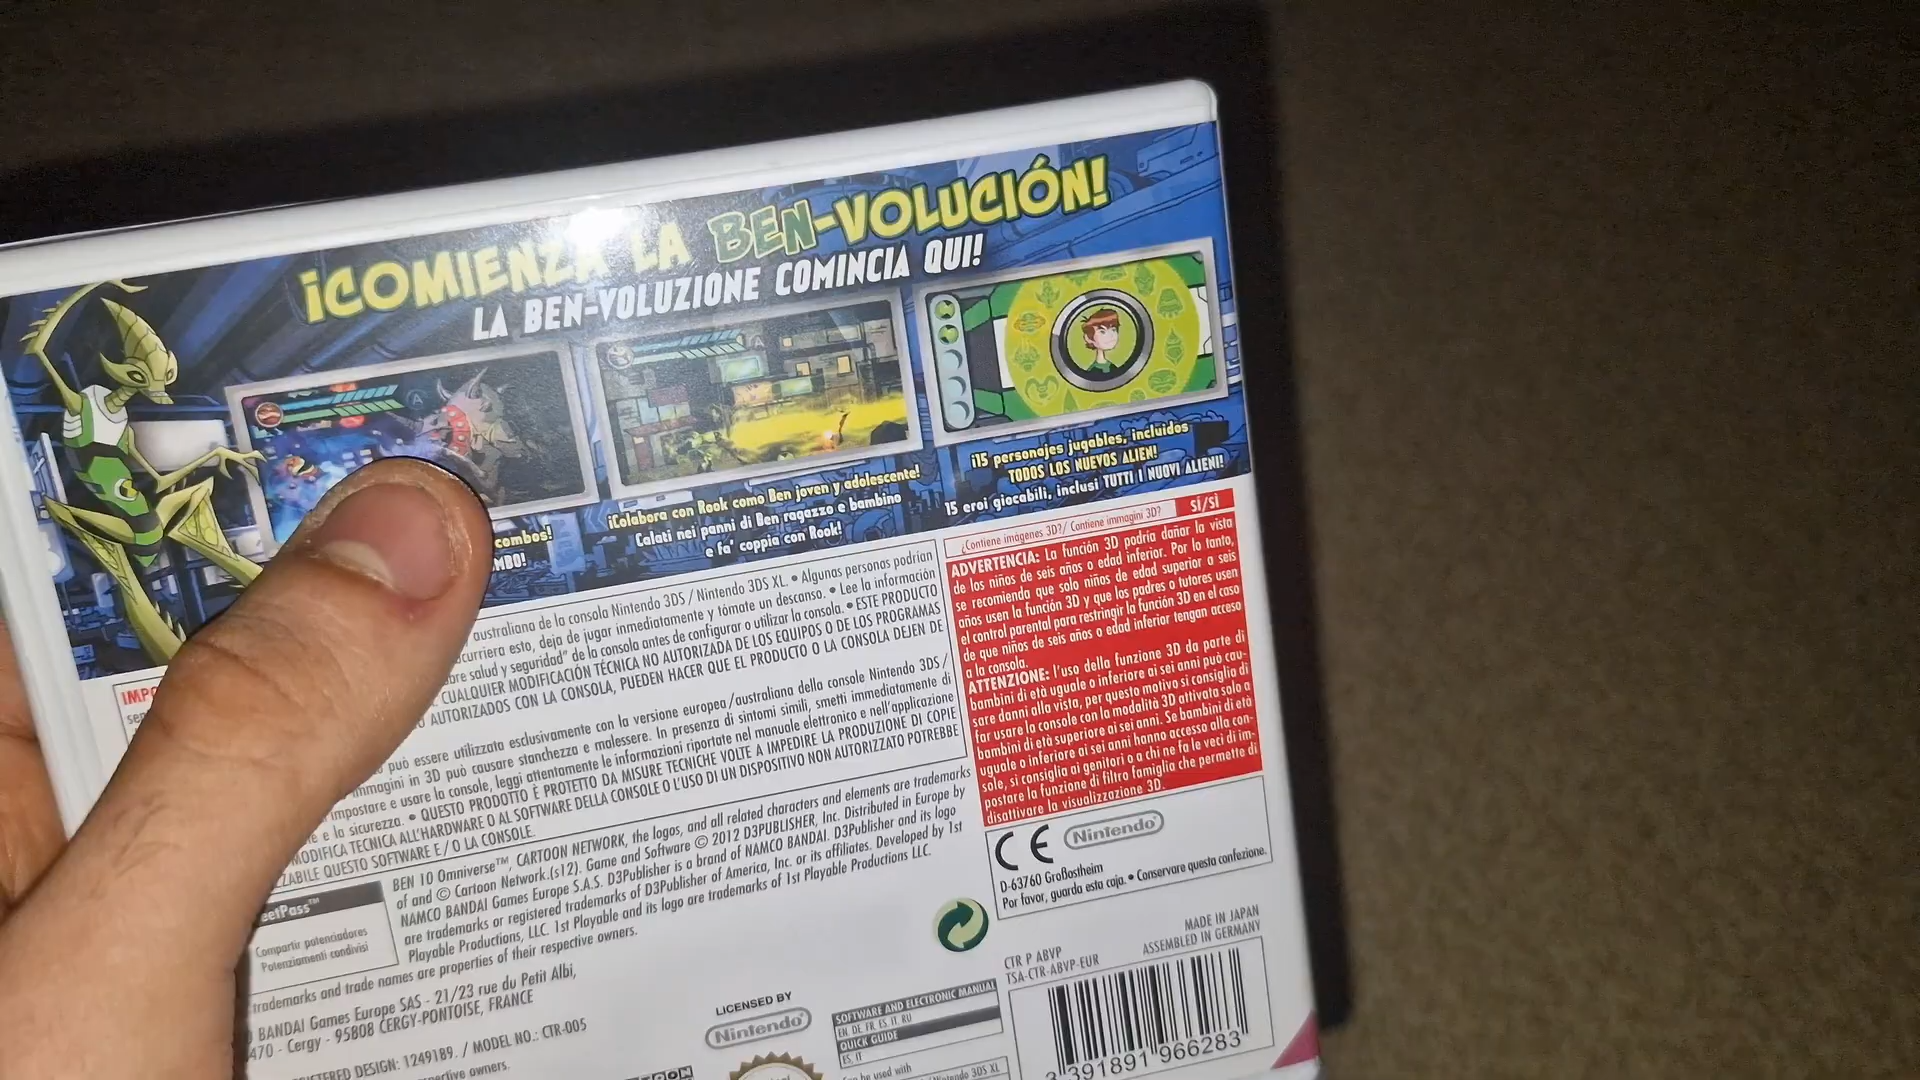 ¡COMIENZA LA BEN-VOLUCIÓN!
LA BEN-VOLUZIONE COMINCIA QUI!
A
A
combos!
MBO!
¡Colabora con Rook como Ben joven y adolescente!
Calati nei panni di Ben ragazzo e bambino
e fa' coppia con Rook!
¡15 personajes jugables, incluidos
TODOS LOS NUEVOS ALIEN!
15 eroi giocabili, inclusi TUTTI I NUOVI ALIENI!
¿Contiene imágenes 3D?/ Contiene immagini 3D? SÍ/SÌ
ADVERTENCIA: La función 3D podría dañar la vista
de los niños de seis años o edad inferior. Por lo tanto,
se recomienda que solo niños de edad superior a seis
años usen la función 3D y que los padres o tutores usen
el control parental para restringir la función 3D en el caso
de que niños de seis años o edad inferior tengan acceso
a la consola.
ATTENZIONE: l'uso della funzione 3D da parte di
bambini di età uguale o inferiore ai sei anni può cau-
sare danni alla vista, per questo motivo si consiglia di
far usare la console con la modalità 3D attivata solo a
bambini di età superiore ai sei anni. Se bambini di età
uguale o inferiore ai sei anni hanno accesso alla con-
sole, si consiglia ai genitori o a chi ne fa le veci di im-
postare la funzione di filtro famiglia che permette di
disattivare la visualizzazione 3D.
IMPO
australiana de la consola Nintendo 3DS / Nintendo 3DS XL. • Algunas personas podrían
curriera esto, deja de jugar inmediatamente y tómate un descanso. • Lee la información
re salud y seguridad" de la consola antes de configurar o utilizar la consola. • ESTE PRODUCTO
CUALQUIER MODIFICACIÓN TÉCNICA NO AUTORIZADA DE LOS EQUIPOS O DE LOS PROGRAMAS
AUTORIZADOS CON LA CONSOLA, PUEDEN HACER QUE EL PRODUCTO O LA CONSOLA DEJEN DE
può essere utilizzato esclusivamente con la versione europea/australiana della console Nintendo 3DS /
immagini in 3D può causare stanchezza e malessere. In presenza di sintomi simili, smetti immediatamente di
impostare e usare la console, leggi attentamente le informazioni riportate nel manuale elettronico e nell'applicazione
e la sicurezza. • QUESTO PRODOTTO È PROTETTO DA MISURE TECNICHE VOLTE A IMPEDIRE LA PRODUZIONE DI COPIE
MODIFICA TECNICA ALL'HARDWARE O AL SOFTWARE DELLA CONSOLE O L'USO DI UN DISPOSITIVO NON AUTORIZZATO POTREBBE
ZZABILE QUESTO SOFTWARE E/O LA CONSOLE.
BEN 10 Omniverse™, CARTOON NETWORK, the logos, and all related characters and elements are trademarks
of and © Cartoon Network.(s12). Game and Software © 2012 D3PUBLISHER, Inc. Distributed in Europe by
NAMCO BANDAI Games Europe S.A.S. D3Publisher is a brand of NAMCO BANDAI. D3Publisher and its logo
are trademarks or registered trademarks of D3Publisher of America, Inc. or its affiliates. Developed by 1st
Playable Productions, LLC. 1st Playable and its logo are trademarks of 1st Playable Productions LLC.
trademarks and trade names are properties of their respective owners.
eetPass™
Compartir potenciadores
Potenziamenti condivisi
BANDAI Games Europe SAS - 21/23 rue du Petit Albi,
470 - Cergy - 95808 CERGY-PONTOISE, FRANCE
STERED DESIGN: 1249189. / MODEL NO.: CTR-005
owners.
LICENSED BY
Nintendo
SOFTWARE AND ELECTRONIC MANUAL
EN DE FR ES IT RU
QUICK GUIDE
ES, IT
be used with
Nintendo 3DS XL
CE Nintendo
D-63760 Großostheim
Por favor, guarda esta caja. • Conservare questa confezione.
MADE IN JAPAN
ASSEMBLED IN GERMANY
CTR P ABVP
TSA-CTR-ABVP-EUR
3 391891 966283